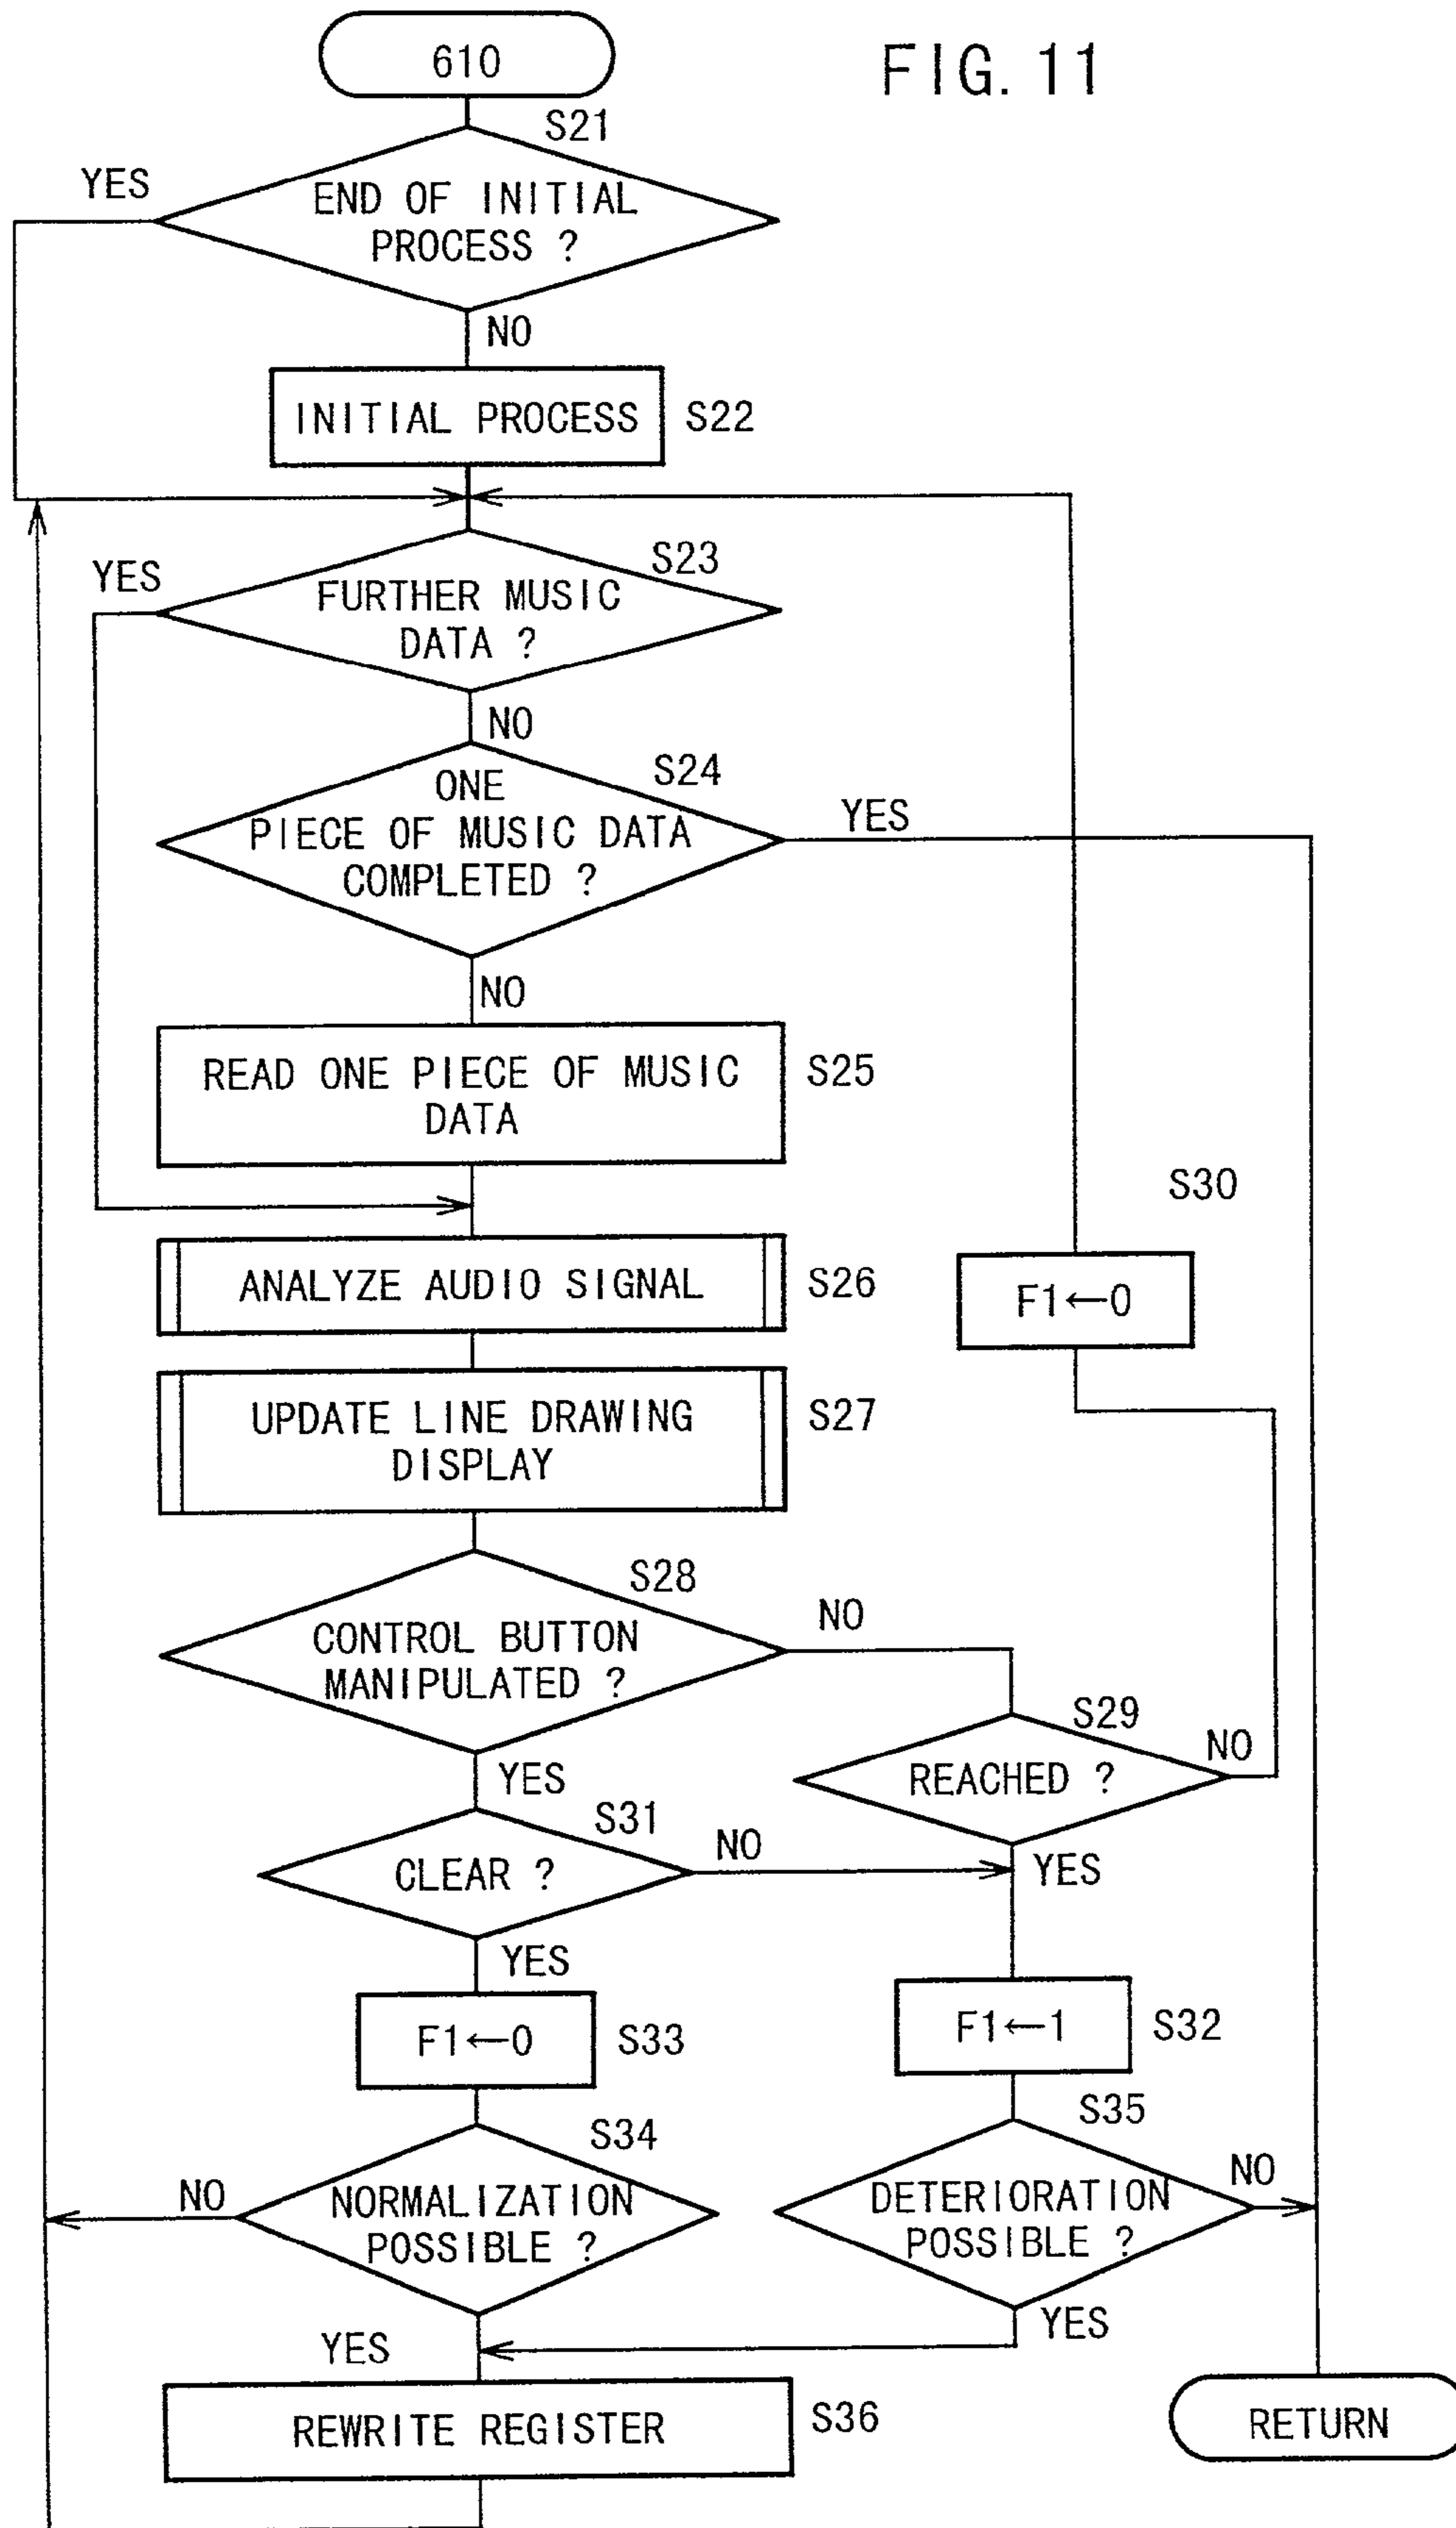 FIG. 11
610
S21
YES
END OF INITIAL
PROCESS ?
NO
INITIAL PROCESS
S22
S23
YES
FURTHER MUSIC
DATA ?
NO
S24
ONE
PIECE OF MUSIC DATA
COMPLETED ?
YES
NO
READ ONE PIECE OF MUSIC
DATA
S25
S30
ANALYZE AUDIO SIGNAL
S26
F1←0
UPDATE LINE DRAWING
DISPLAY
S27
S28
NO
CONTROL BUTTON
MANIPULATED ?
S29
NO
REACHED ?
YES
S31
NO
CLEAR ?
YES
YES
F1←0
S33
F1←1
S32
S34
S35
NO
NORMALIZATION
POSSIBLE ?
DETERIORATION
POSSIBLE ?
NO
YES
YES
REWRITE REGISTER
S36
RETURN